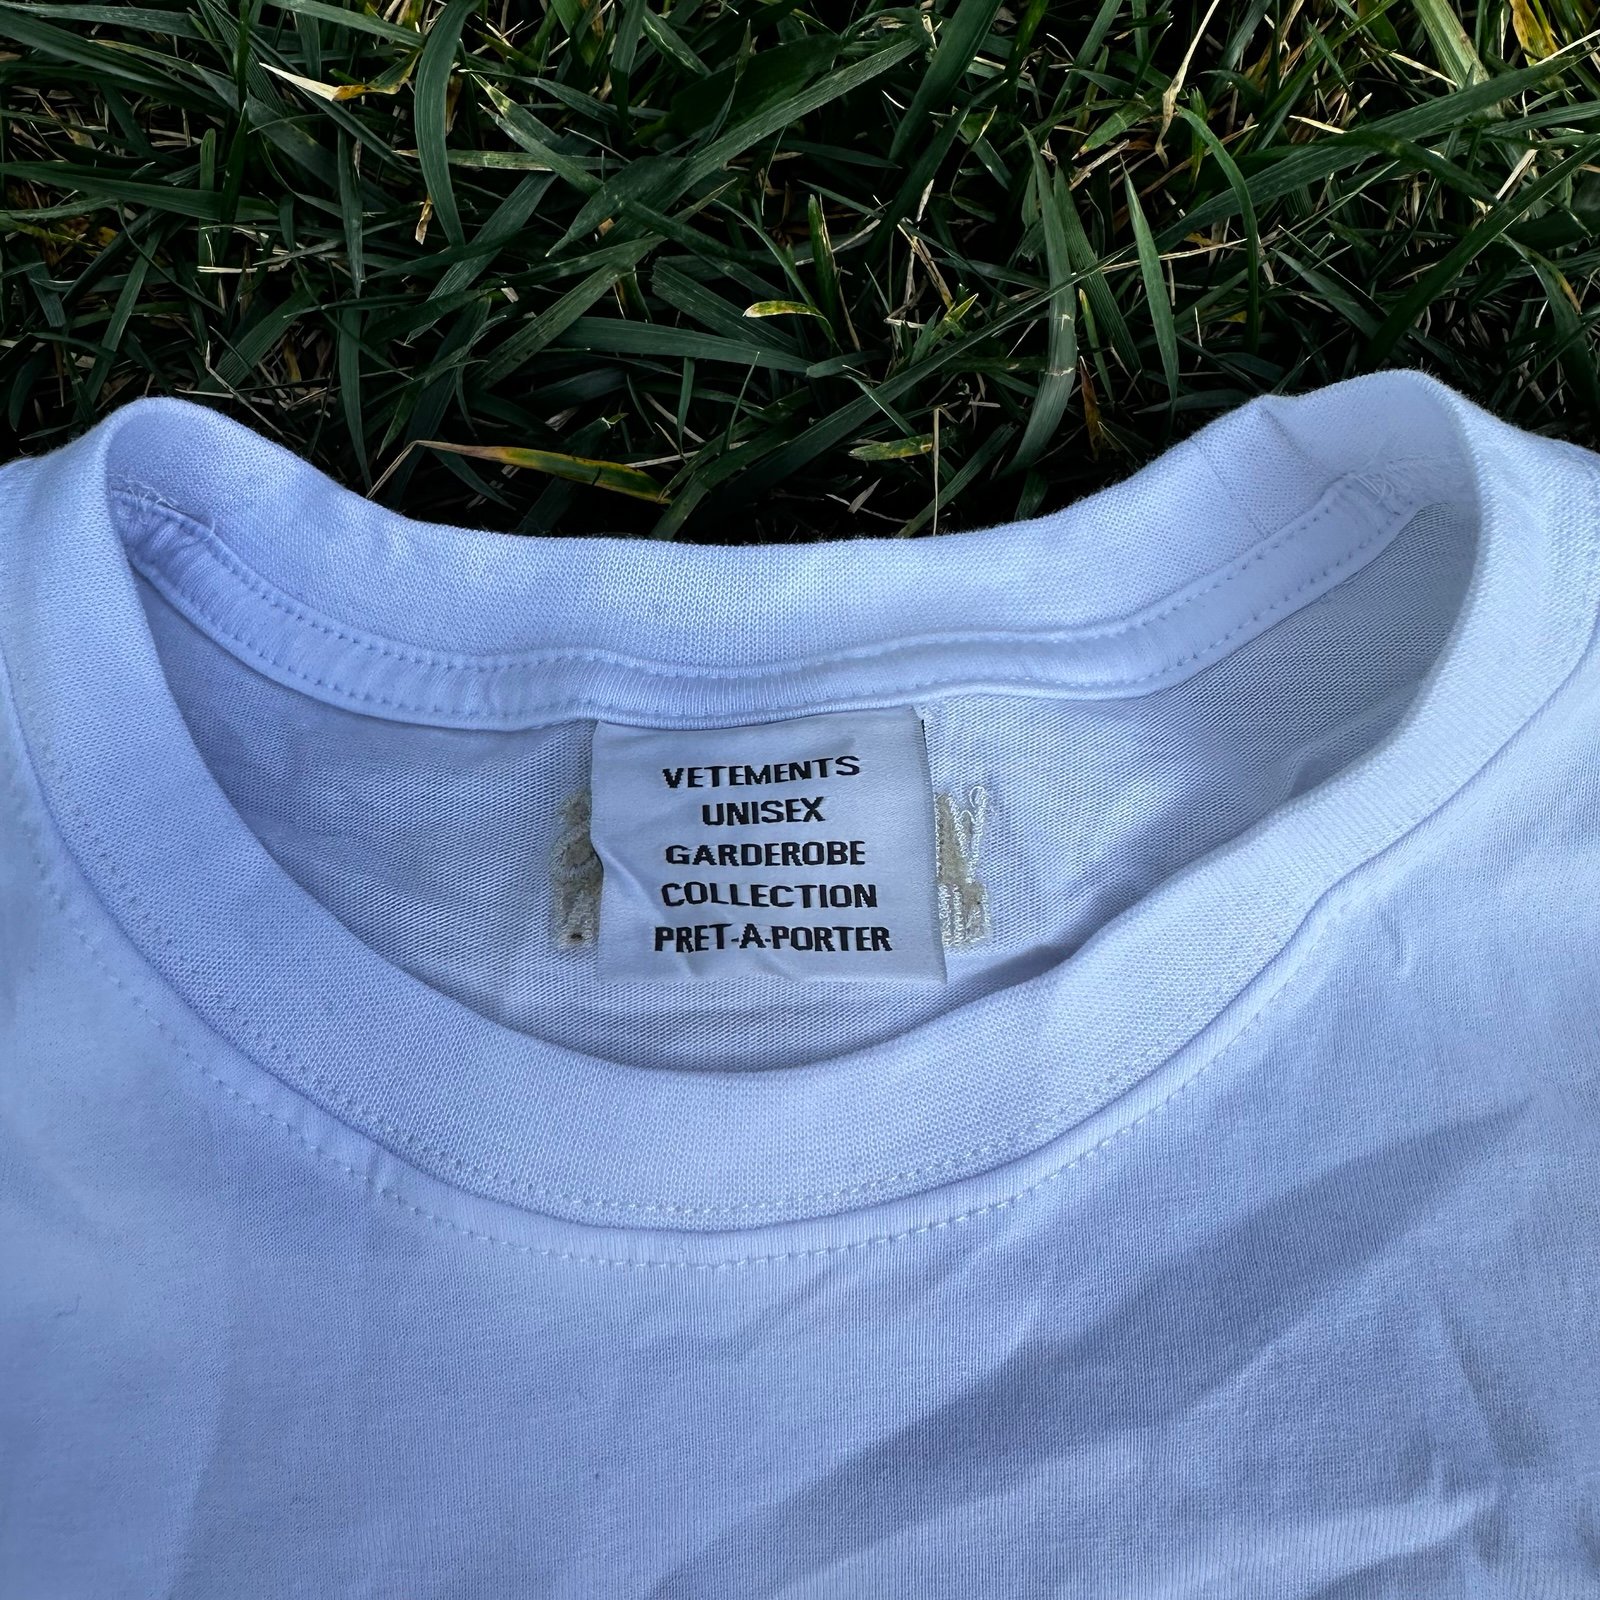 VETEMENTS
UNISEX
GARDEROBE
COLLECTION
PRET-A-PORTER